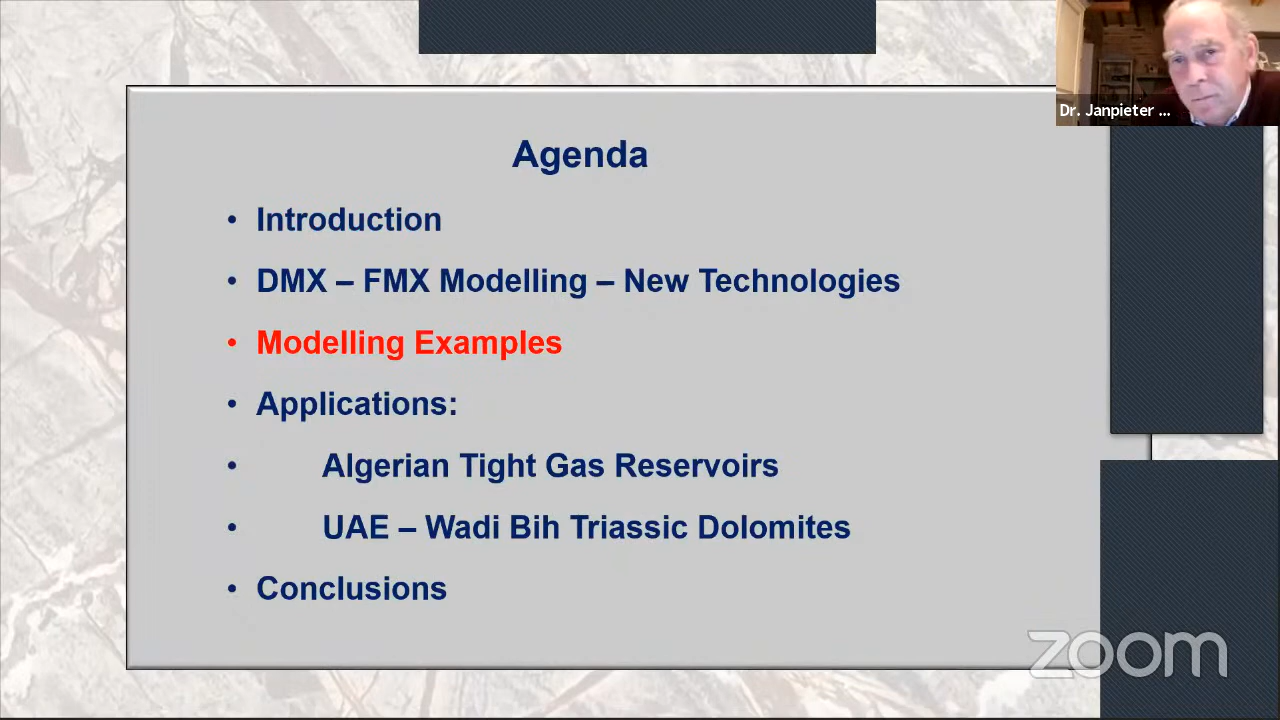 Dr. Janpieter ...
Agenda
• Introduction
• DMX – FMX Modelling – New Technologies
• Modelling Examples
• Applications:
• Algerian Tight Gas Reservoirs
• UAE – Wadi Bih Triassic Dolomites
• Conclusions
zoom